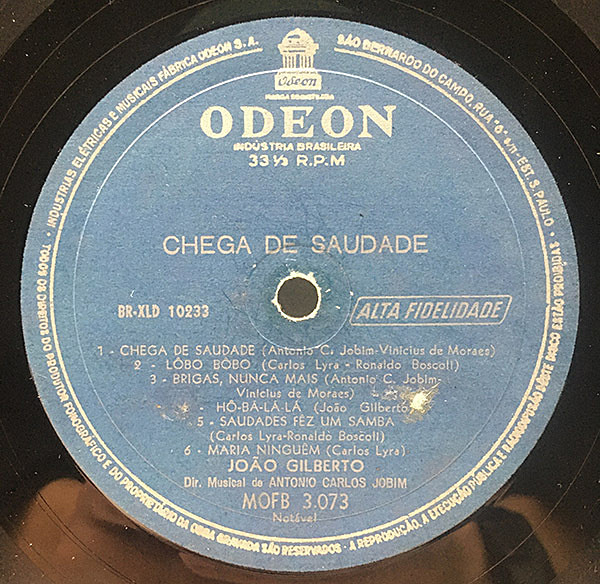 INDUSTRIAS ELÉTRICAS E MUSICAIS FÁBRICA ODEON S.A.
SÃO BERNARDO DO CAMPO, RUA "6" S/Nº EST. S. PAULO
Odeon
ODEON
INDÚSTRIA BRASILEIRA
33 ⅓ R.P.M
CHEGA DE SAUDADE
BR-XLD 10233
ALTA FIDELIDADE
1 - CHEGA DE SAUDADE (Antonio C. Jobim-Vinicius de Moraes)
2 - LÔBO BÔBO (Carlos Lyra - Ronaldo Boscoli)
3 - BRIGAS, NUNCA MAIS (Antonio C. Jobim-
Vinicius de Moraes)
- HÔ-BÁ-LÁ-LÁ (João Gilberto)
5 - SAUDADES FÊZ UM SAMBA
(Carlos Lyra-Ronaldo Boscoli)
6 - MARIA NINGUÉM (Carlos Lyra)
JOÃO GILBERTO
Dir. Musical de ANTONIO CARLOS JOBIM
MOFB 3.073
Notável
TODOS OS DIREITOS DO PRODUTOR FONOGRÁFICO E DO PROPRIETÁRIO DA OBRA GRAVADA SÃO RESERVADOS · A REPRODUÇÃO, A EXECUÇÃO PÚBLICA E RADIODIFUSÃO DÊSTE DISCO ESTÃO PROIBIDAS